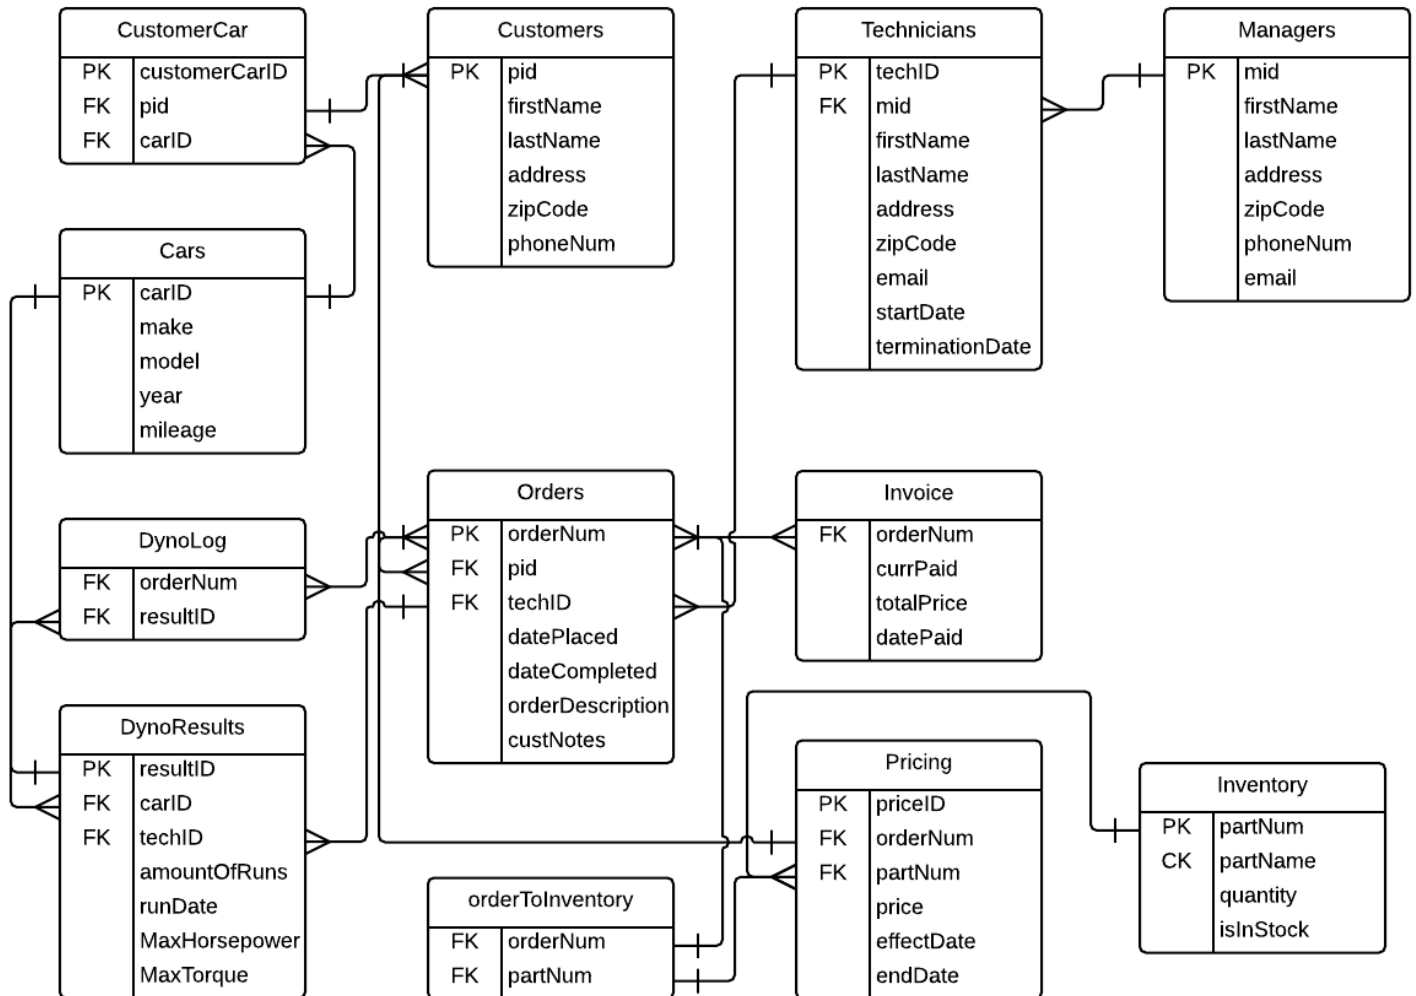 CustomerCar
PK customerCarID
FK pid
FK carID
Customers
PK pid
firstName
lastName
address
zipCode
phoneNum
Technicians
PK techID
FK mid
firstName
lastName
address
zipCode
email
startDate
terminationDate
Managers
PK mid
firstName
lastName
address
zipCode
phoneNum
email
Cars
PK carID
make
model
year
mileage
DynoLog
FK orderNum
FK resultID
Orders
PK orderNum
FK pid
FK techID
datePlaced
dateCompleted
orderDescription
custNotes
Invoice
FK orderNum
currPaid
totalPrice
datePaid
DynoResults
PK resultID
FK carID
FK techID
amountOfRuns
runDate
MaxHorsepower
MaxTorque
orderToInventory
FK orderNum
FK partNum
Pricing
PK priceID
FK orderNum
FK partNum
price
effectDate
endDate
Inventory
PK partNum
CK partName
quantity
isInStock